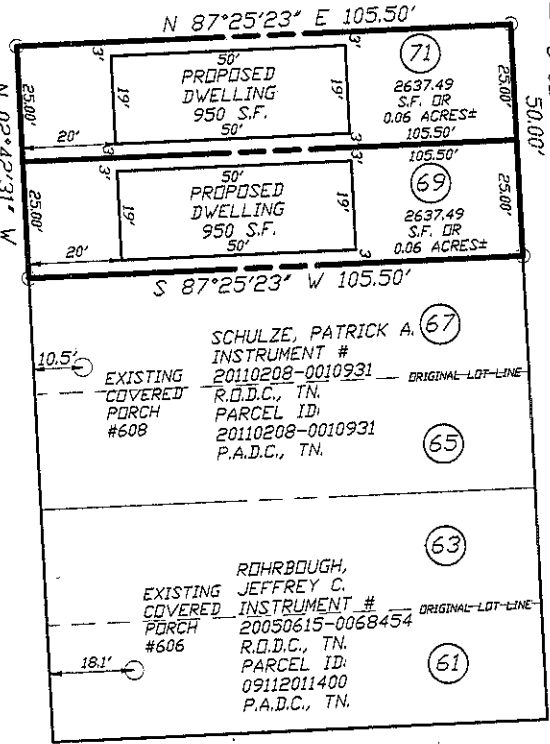 N 87°25'23" E 105.50'
3'
50'
PROPOSED
DWELLING
950 S.F.
50'
19'
19'
3'
71
2637.49
S.F. OR
0.06 ACRES±
105.50'
25.00'
25.00'
50.00'
20'
3'
3'
N 02°42'31" W
3'
50'
PROPOSED
DWELLING
950 S.F.
50'
19'
19'
3'
105.50'
69
2637.49
S.F. OR
0.06 ACRES±
25.00'
25.00'
20'
S 87°25'23" W 105.50'
10.5'
EXISTING
COVERED
PORCH
#608
SCHULZE, PATRICK A.
INSTRUMENT #
20110208-0010931
R.O.D.C., TN.
PARCEL ID:
20110208-0010931
P.A.D.C., TN.
67
ORIGINAL LOT LINE
65
63
EXISTING
COVERED
PORCH
#606
18.1'
ROHRBOUGH,
JEFFREY C.
INSTRUMENT #
20050615-0068454
R.O.D.C., TN.
PARCEL ID:
09112011400
P.A.D.C., TN.
ORIGINAL LOT LINE
61